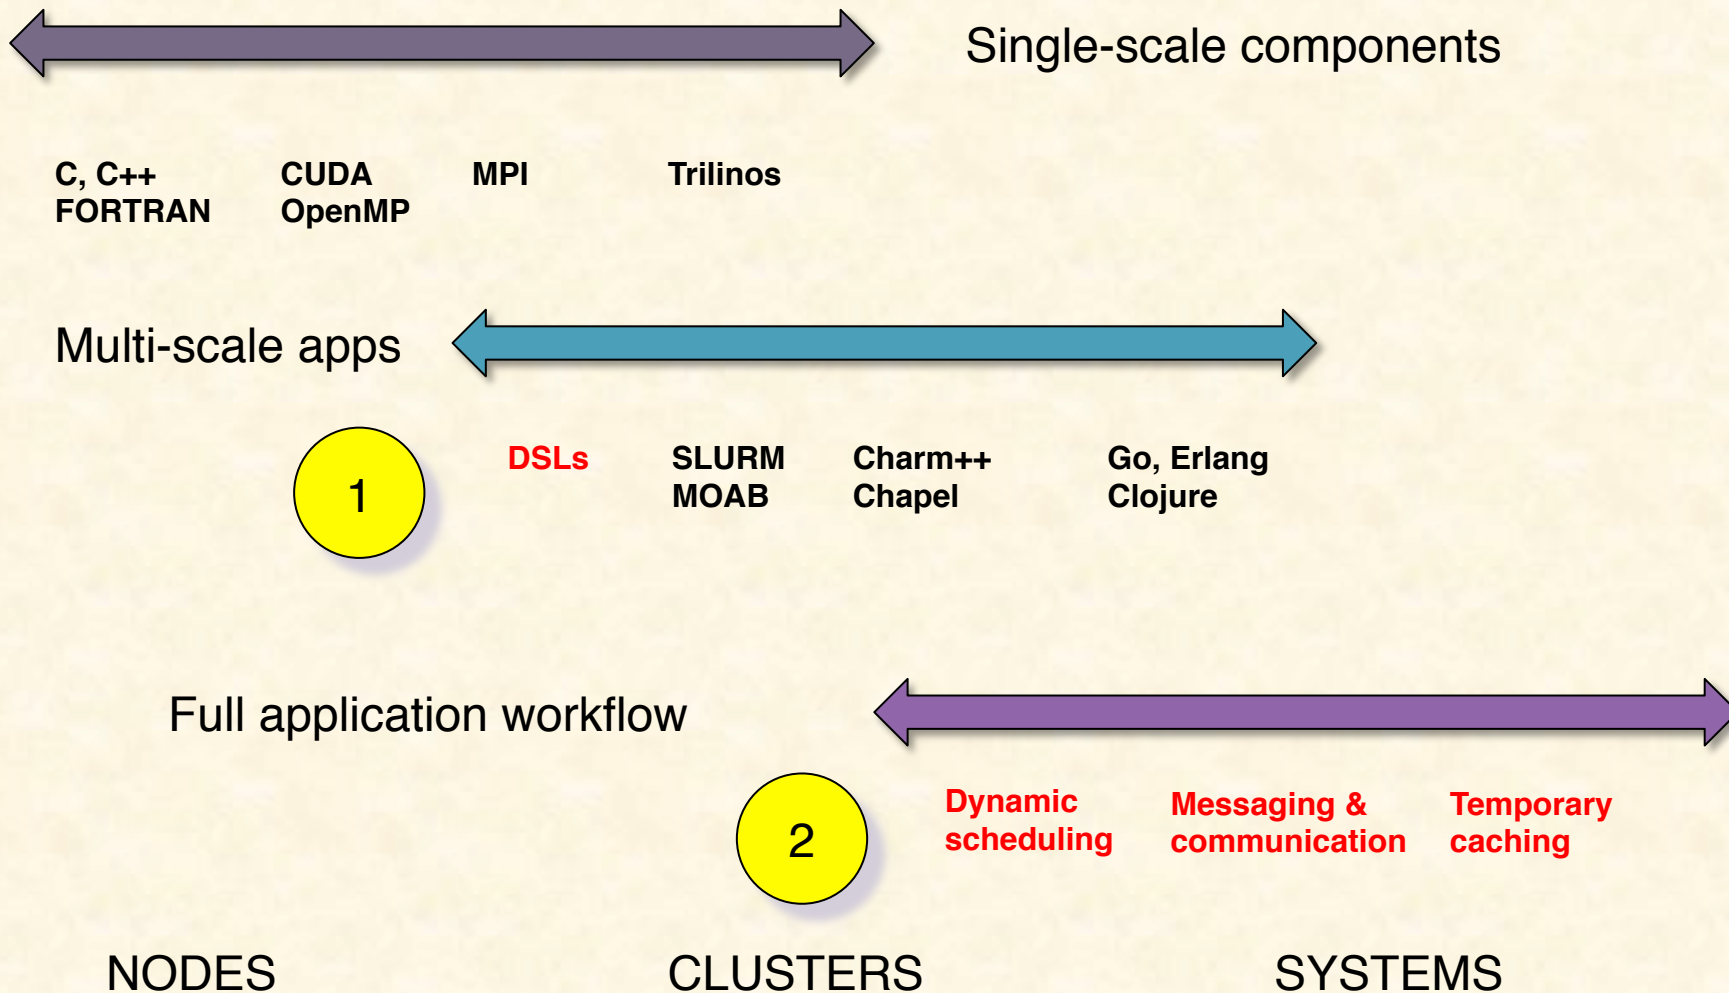 Single-scale components
C, C++ CUDA MPI Trilinos
FORTRAN OpenMP
Multi-scale apps
1
DSLs SLURM Charm++ Go, Erlang
MOAB Chapel Clojure
Full application workflow
2
Dynamic Messaging & Temporary
scheduling communication caching
NODES CLUSTERS SYSTEMS